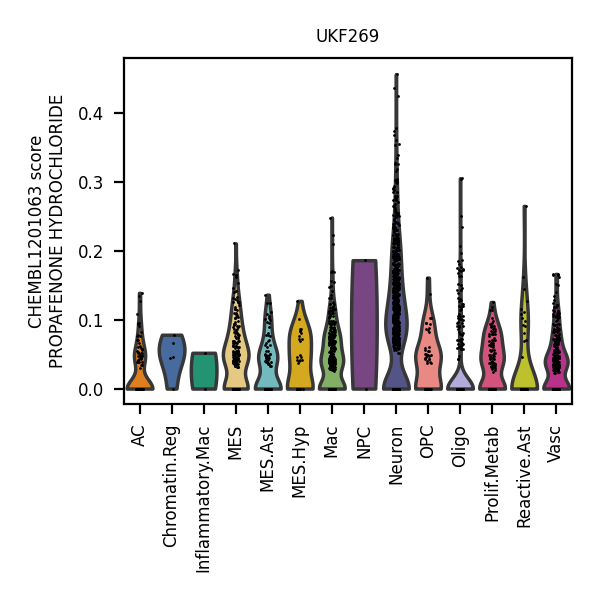 UKF269
CHEMBL1201063 score
PROPAFENONE HYDROCHLORIDE
0.4
0.3
0.2
0.1
0.0
AC
Chromatin.Reg
Inflammatory.Mac
MES
MES.Ast
MES.Hyp
Mac
NPC
Neuron
OPC
Oligo
Prolif.Metab
Reactive.Ast
Vasc